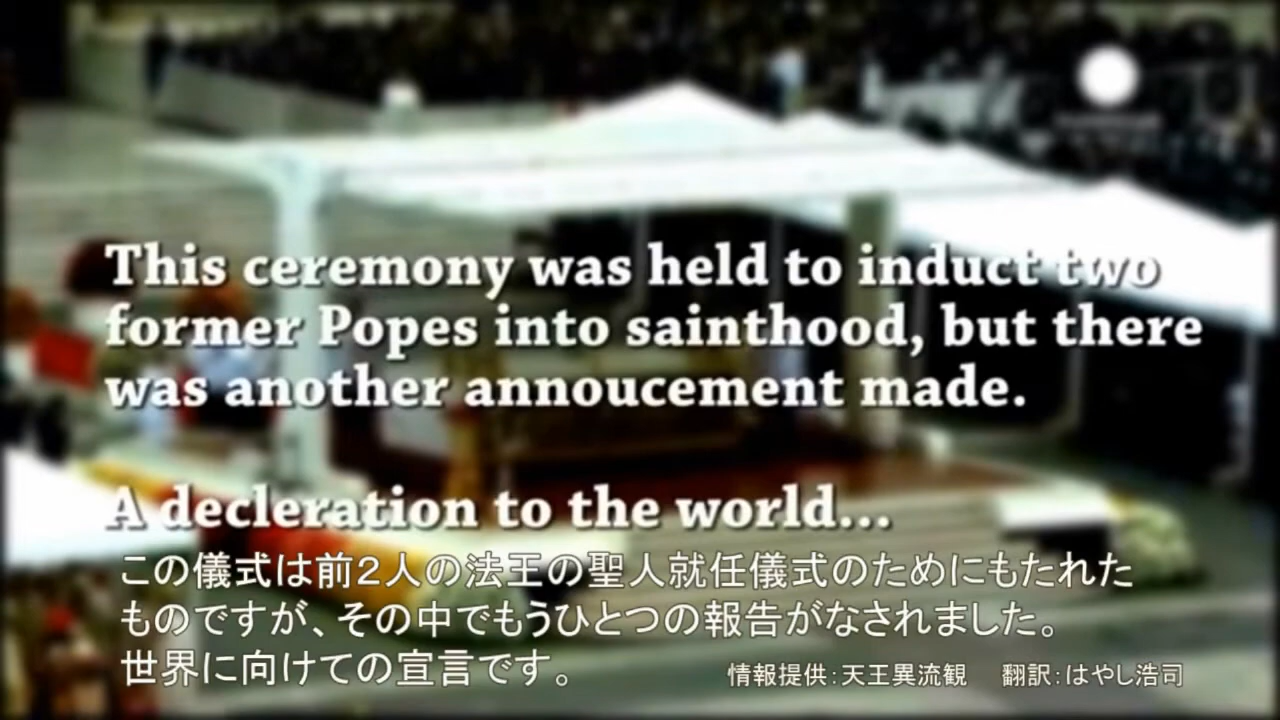 This ceremony was held to induct two
former Popes into sainthood, but there
was another annoucement made.
A decleration to the world...
この儀式は前２人の法王の聖人就任儀式のためにもたれた
ものですが、その中でもうひとつの報告がなされました。
世界に向けての宣言です。
情報提供：天王異流観　翻訳：はやし浩司